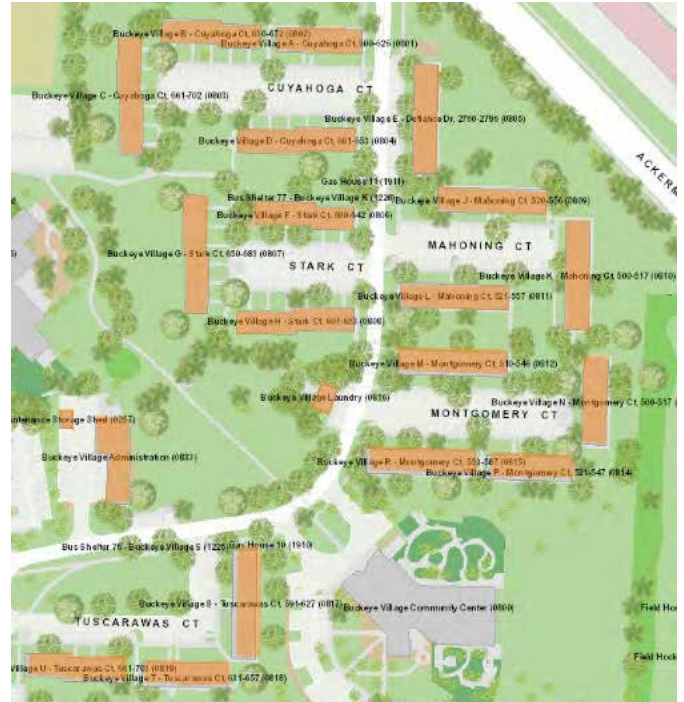 Buckeye Village B - Cuyahoga Ct, 630-672 (0802)
Buckeye Village A - Cuyahoga Ct, 600-626 (0801)
CUYAHOGA CT
Buckeye Village C - Cuyahoga Ct, 661-702 (0803)
Buckeye Village E - Defiance Dr, 2760-2796 (0805)
Buckeye Village D - Cuyahoga Ct, 601-653 (0804)
ACKERM
Gas House 11 (1911)
Bus Shelter 77 - Buckeye Village K (1226)
Buckeye Village J - Mahoning Ct, 520-556 (0809)
Buckeye Village F - Stark Ct, 600-642 (0806)
MAHONING CT
Buckeye Village G - Stark Ct, 650-683 (0807)
STARK CT
Buckeye Village K - Mahoning Ct, 500-517 (0810)
Buckeye Village L - Mahoning Ct, 521-557 (0811)
Buckeye Village H - Stark Ct, 601-653 (0808)
Buckeye Village M - Montgomery Ct, 510-546 (0812)
Buckeye Village Laundry
Buckeye Village N - Montgomery Ct, 500-517 (
MONTGOMERY CT
ntenance Storage Shed (0257)
Buckeye Village Administration (0833)
Buckeye Village R - Montgomery Ct, 553-587 (0815)
Buckeye Village P - Montgomery Ct, 521-547 (0814)
Bus Shelter 76 - Buckeye Village S (1225)
Gas House 10 (1910)
Buckeye Village S - Tuscarawas Ct, 591-627 (0817)
Buckeye Village Community Center (0800)
Field Ho
TUSCARAWAS CT
Field Hock
Village U - Tuscarawas Ct, 661-701 (0819)
Buckeye Village T - Tuscarawas Ct, 631-657 (0818)